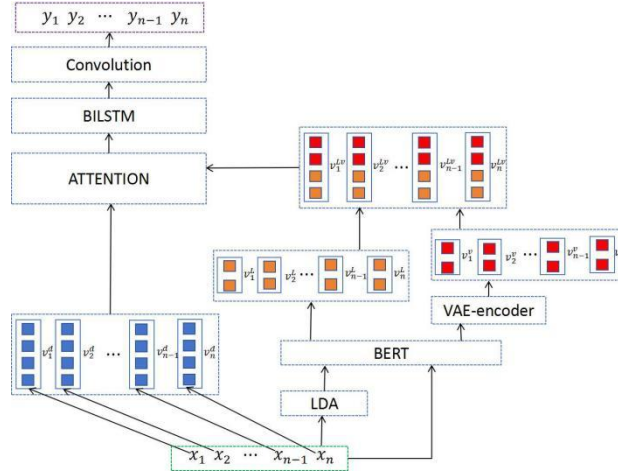 y₁ y₂ ⋯ yₙ₋₁ yₙ
Convolution
BILSTM
ATTENTION
v₁ᴸᵛ v₂ᴸᵛ ⋯ vₙ₋₁ᴸᵛ vₙᴸᵛ
v₁ᴸ v₂ᴸ ⋯ vₙ₋₁ᴸ vₙᴸ
v₁ᵛ v₂ᵛ ⋯ vₙ₋₁ᵛ
VAE-encoder
v₁ᵈ v₂ᵈ ⋯ vₙ₋₁ᵈ vₙᵈ
BERT
LDA
x₁ x₂ ⋯ xₙ₋₁ xₙ